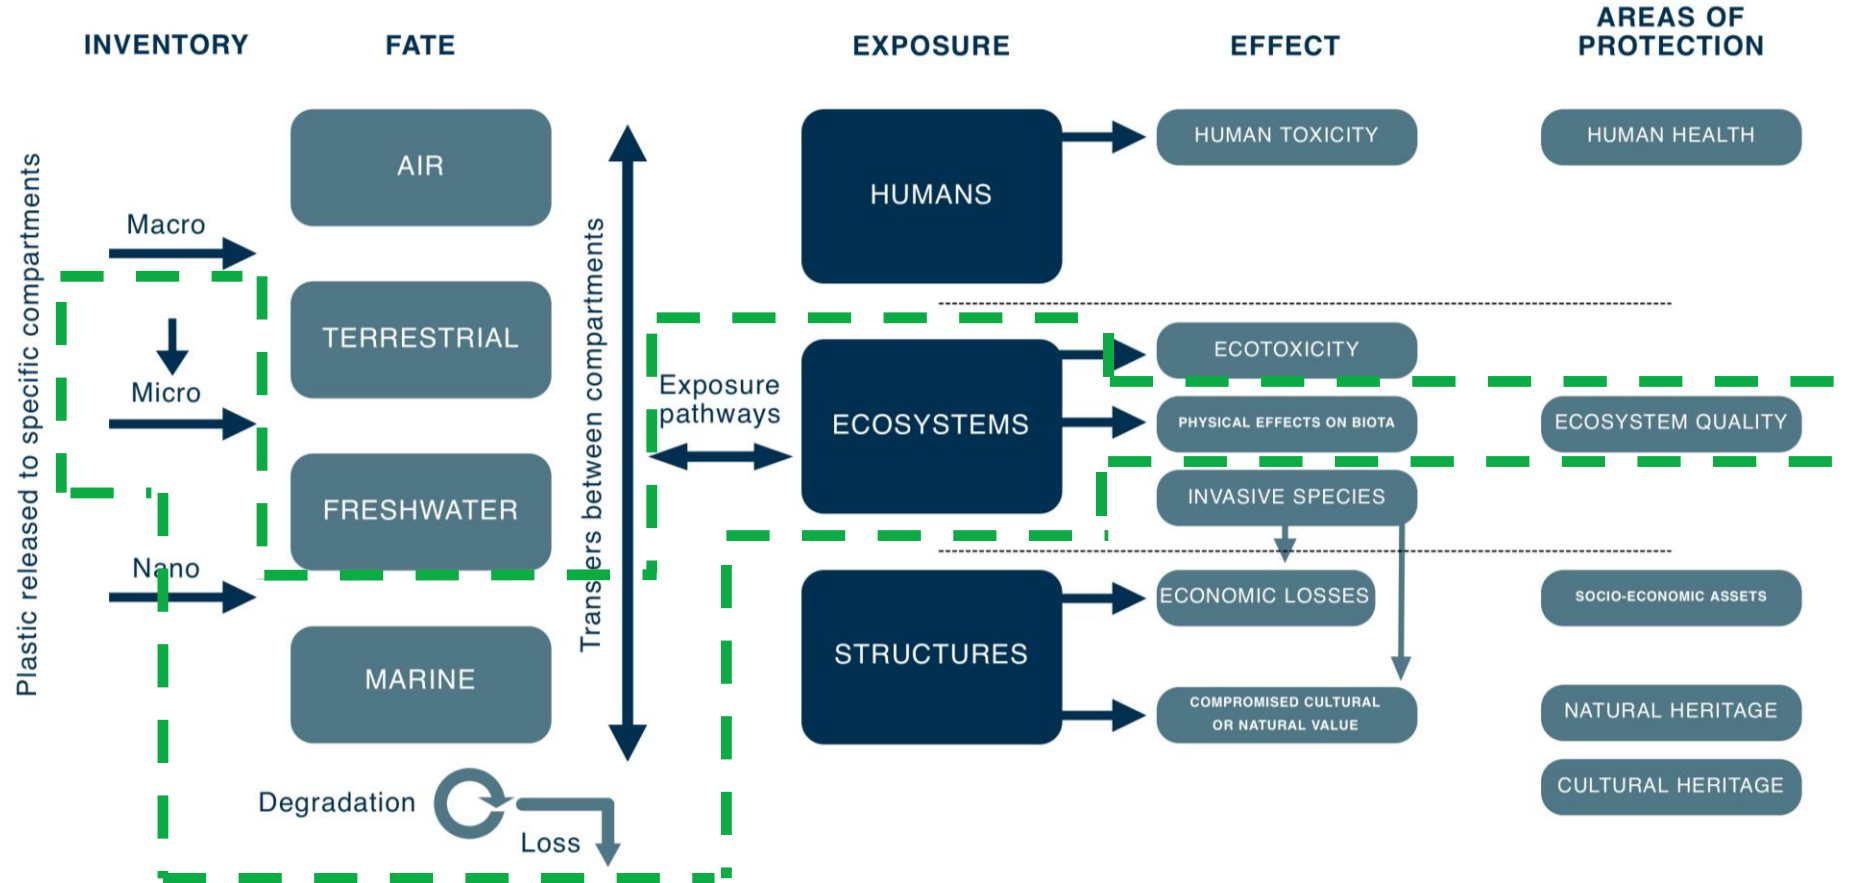 INVENTORY
FATE
EXPOSURE
EFFECT
AREAS OF
PROTECTION
Plastic released to specific compartments
Macro
Micro
Nano
AIR
TERRESTRIAL
FRESHWATER
MARINE
Degradation
Loss
Transfers between compartments
Exposure
pathways
HUMANS
ECOSYSTEMS
STRUCTURES
HUMAN TOXICITY
ECOTOXICITY
PHYSICAL EFFECTS ON BIOTA
INVASIVE SPECIES
ECONOMIC LOSSES
COMPROMISED CULTURAL
OR NATURAL VALUE
HUMAN HEALTH
ECOSYSTEM QUALITY
SOCIO-ECONOMIC ASSETS
NATURAL HERITAGE
CULTURAL HERITAGE